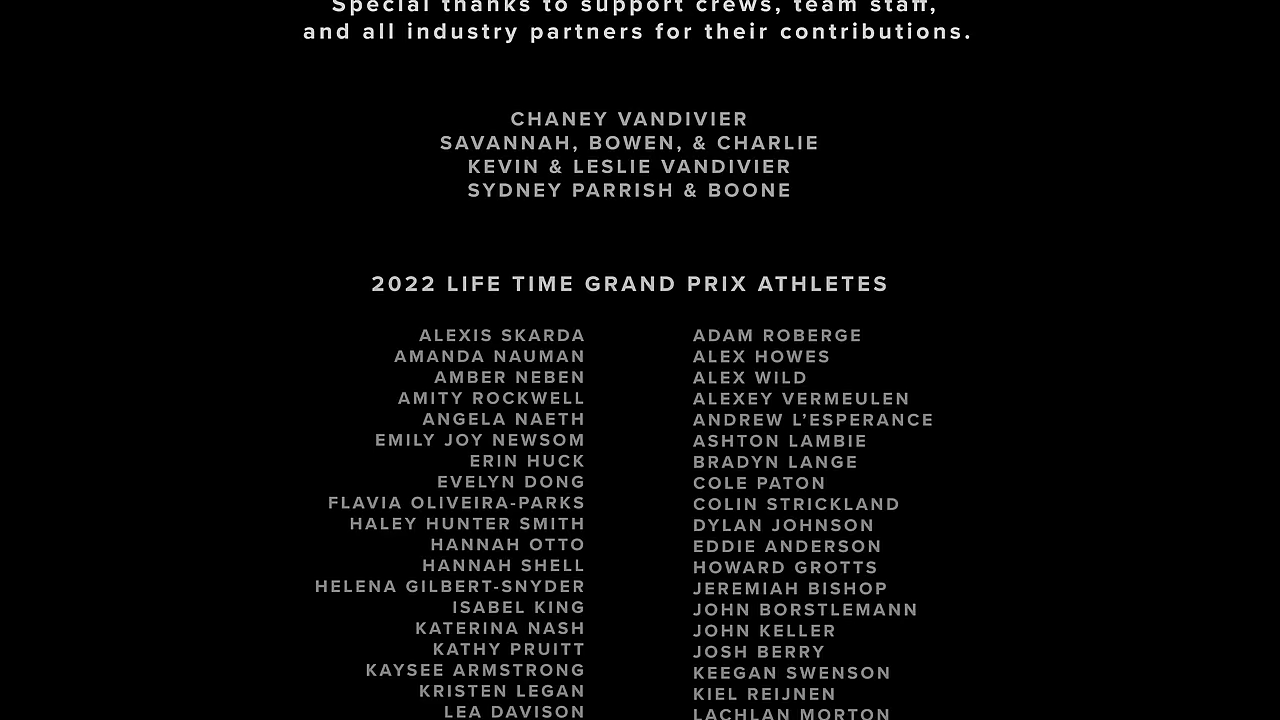 Special thanks to support crews, team staff,
and all industry partners for their contributions.
CHANEY VANDIVIER
SAVANNAH, BOWEN, & CHARLIE
KEVIN & LESLIE VANDIVIER
SYDNEY PARRISH & BOONE
2022 LIFE TIME GRAND PRIX ATHLETES
ALEXIS SKARDA
AMANDA NAUMAN
AMBER NEBEN
AMITY ROCKWELL
ANGELA NAETH
EMILY JOY NEWSOM
ERIN HUCK
EVELYN DONG
FLAVIA OLIVEIRA-PARKS
HALEY HUNTER SMITH
HANNAH OTTO
HANNAH SHELL
HELENA GILBERT-SNYDER
ISABEL KING
KATERINA NASH
KATHY PRUITT
KAYSEE ARMSTRONG
KRISTEN LEGAN
LEA DAVISON
ADAM ROBERGE
ALEX HOWES
ALEX WILD
ALEXEY VERMEULEN
ANDREW L’ESPERANCE
ASHTON LAMBIE
BRADYN LANGE
COLE PATON
COLIN STRICKLAND
DYLAN JOHNSON
EDDIE ANDERSON
HOWARD GROTTS
JEREMIAH BISHOP
JOHN BORSTLEMANN
JOHN KELLER
JOSH BERRY
KEEGAN SWENSON
KIEL REIJNEN
LACHLAN MORTON